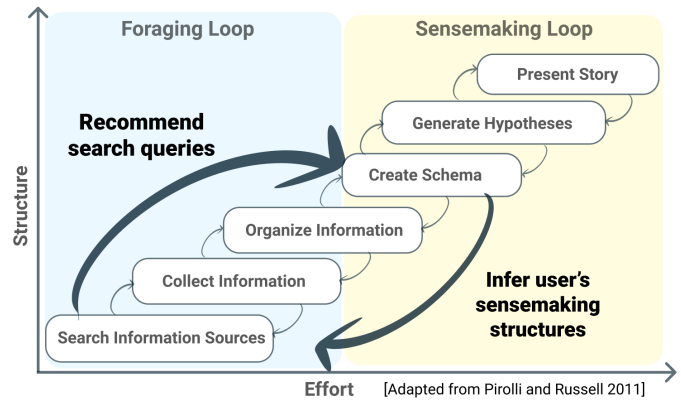 Foraging Loop
Sensemaking Loop
Present Story
Recommend
search queries
Generate Hypotheses
Create Schema
Structure
Organize Information
Collect Information
Infer user’s
sensemaking
structures
Search Information Sources
Effort
[Adapted from Pirolli and Russell 2011]